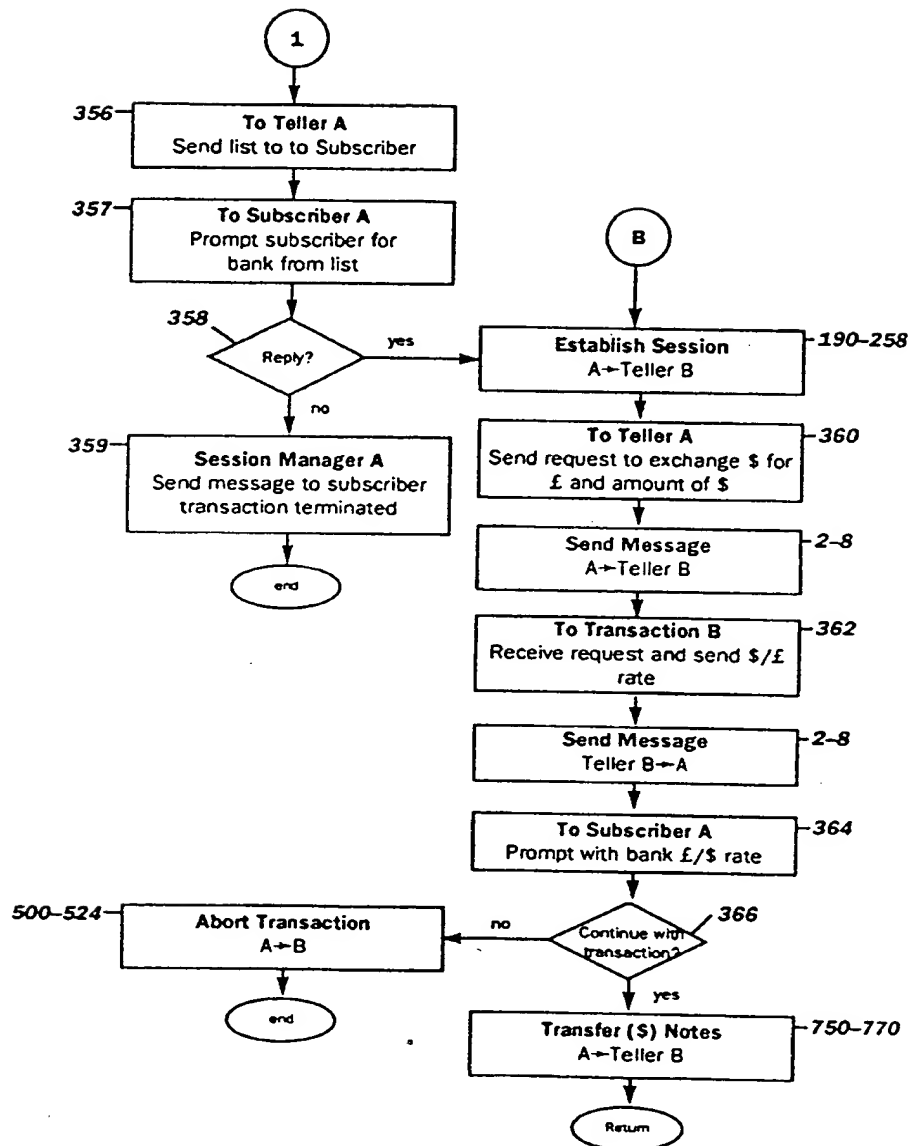 1
356
To Teller A
Send list to to Subscriber
357
To Subscriber A
Prompt subscriber for
bank from list
358
Reply?
yes
no
359
Session Manager A
Send message to subscriber
transaction terminated
end
B
Establish Session
A→Teller B
190-258
To Teller A
Send request to exchange $ for
£ and amount of $
360
Send Message
A→Teller B
2-8
To Transaction B
Receive request and send $/£
rate
362
Send Message
Teller B→A
2-8
To Subscriber A
Prompt with bank £/$ rate
364
Continue with
transaction?
366
no
500-524
Abort Transaction
A→B
end
yes
Transfer ($) Notes
A→Teller B
750-770
Return